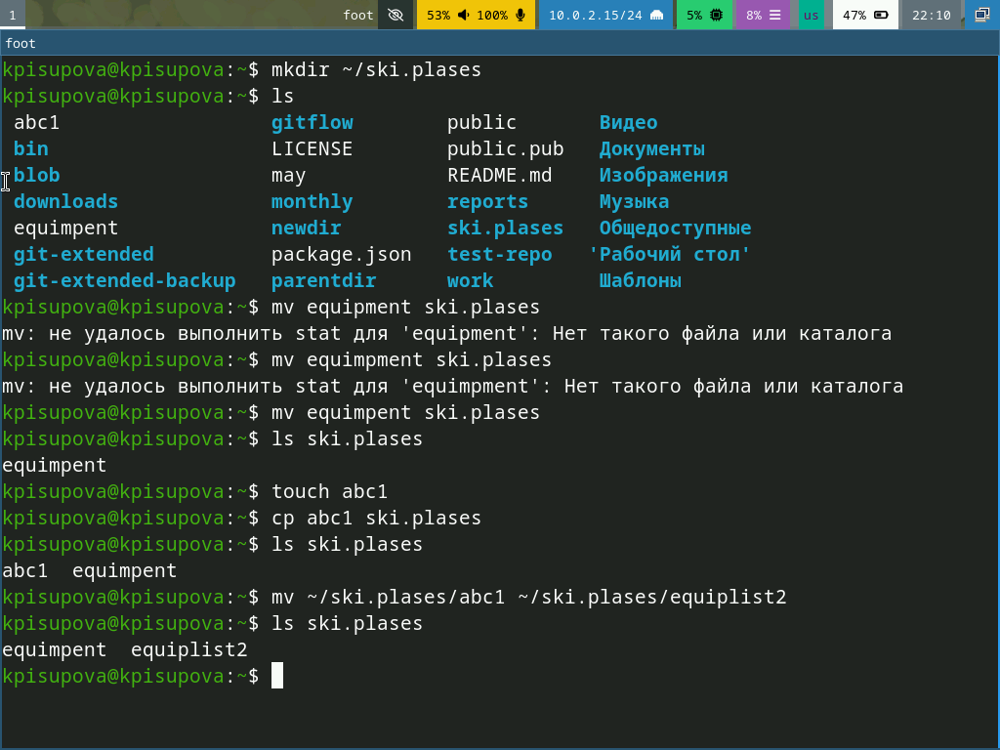 1 foot 53% 100% 10.0.2.15/24 5% 8% us 47% 22:10
foot
kpisupova@kpisupova:~$ mkdir ~/ski.plases
kpisupova@kpisupova:~$ ls
abc1 gitflow public Видео
bin LICENSE public.pub Документы
blob may README.md Изображения
downloads monthly reports Музыка
equimpent newdir ski.plases Общедоступные
git-extended package.json test-repo 'Рабочий стол'
git-extended-backup parentdir work Шаблоны
kpisupova@kpisupova:~$ mv equipment ski.plases
mv: не удалось выполнить stat для 'equipment': Нет такого файла или каталога
kpisupova@kpisupova:~$ mv equimpment ski.plases
mv: не удалось выполнить stat для 'equimpment': Нет такого файла или каталога
kpisupova@kpisupova:~$ mv equimpent ski.plases
kpisupova@kpisupova:~$ ls ski.plases
equimpent
kpisupova@kpisupova:~$ touch abc1
kpisupova@kpisupova:~$ cp abc1 ski.plases
kpisupova@kpisupova:~$ ls ski.plases
abc1 equimpent
kpisupova@kpisupova:~$ mv ~/ski.plases/abc1 ~/ski.plases/equiplist2
kpisupova@kpisupova:~$ ls ski.plases
equimpent equiplist2
kpisupova@kpisupova:~$